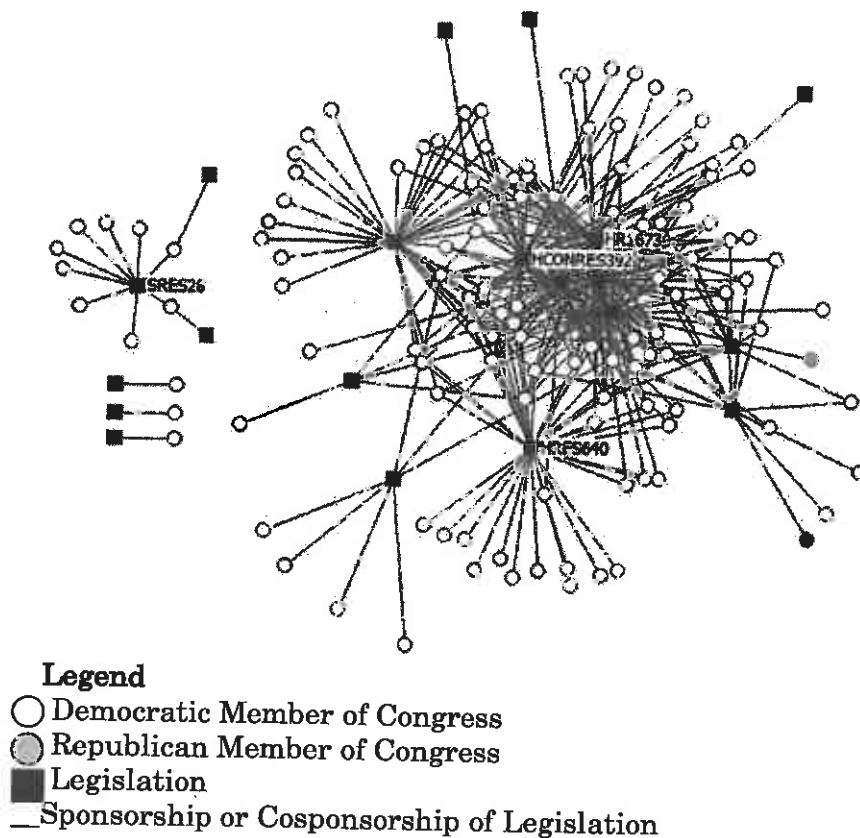 SRES26
HR1673
HCONRES392
HRES640
Legend
Democratic Member of Congress
Republican Member of Congress
Legislation
Sponsorship or Cosponsorship of Legislation